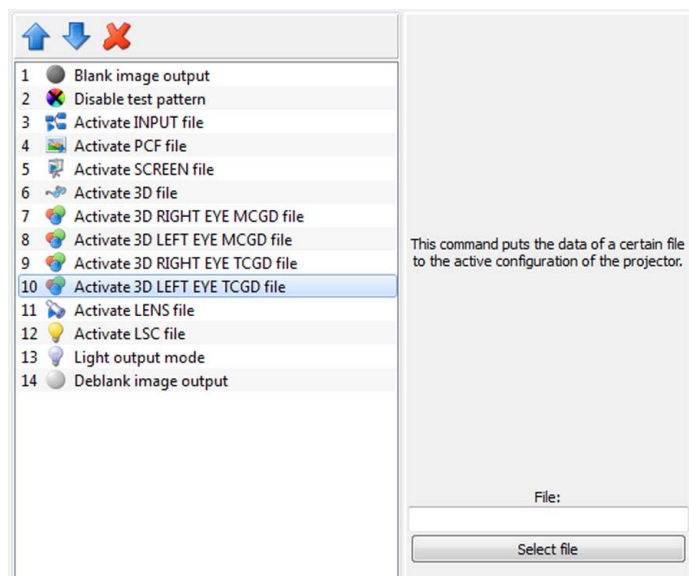 1 Blank image output
2 Disable test pattern
3 Activate INPUT file
4 Activate PCF file
5 Activate SCREEN file
6 Activate 3D file
7 Activate 3D RIGHT EYE MCGD file
8 Activate 3D LEFT EYE MCGD file
9 Activate 3D RIGHT EYE TCGD file
10 Activate 3D LEFT EYE TCGD file
11 Activate LENS file
12 Activate LSC file
13 Light output mode
14 Deblank image output
This command puts the data of a certain file
to the active configuration of the projector.
File:
Select file